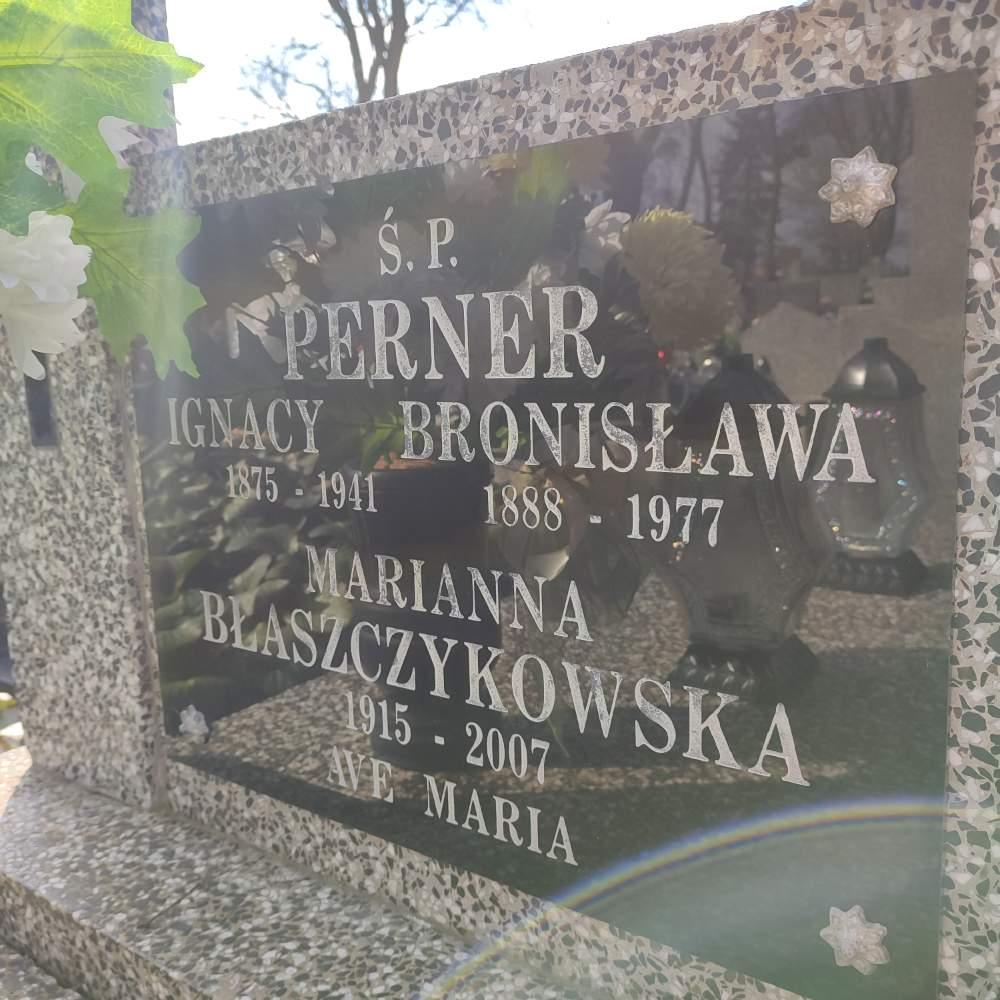 Ś. P.
PERNER
IGNACY BRONISŁAWA
1875 - 1941 1888 - 1977
MARIANNA
BŁASZCZYKOWSKA
1915 - 2007
AVE MARIA